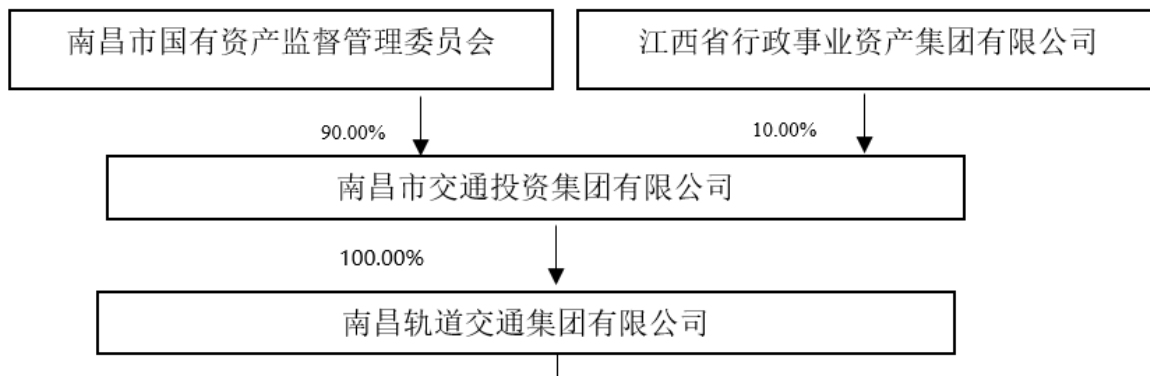 南昌市国有资产监督管理委员会
江西省行政事业资产集团有限公司
90.00%
10.00%
南昌市交通投资集团有限公司
100.00%
南昌轨道交通集团有限公司